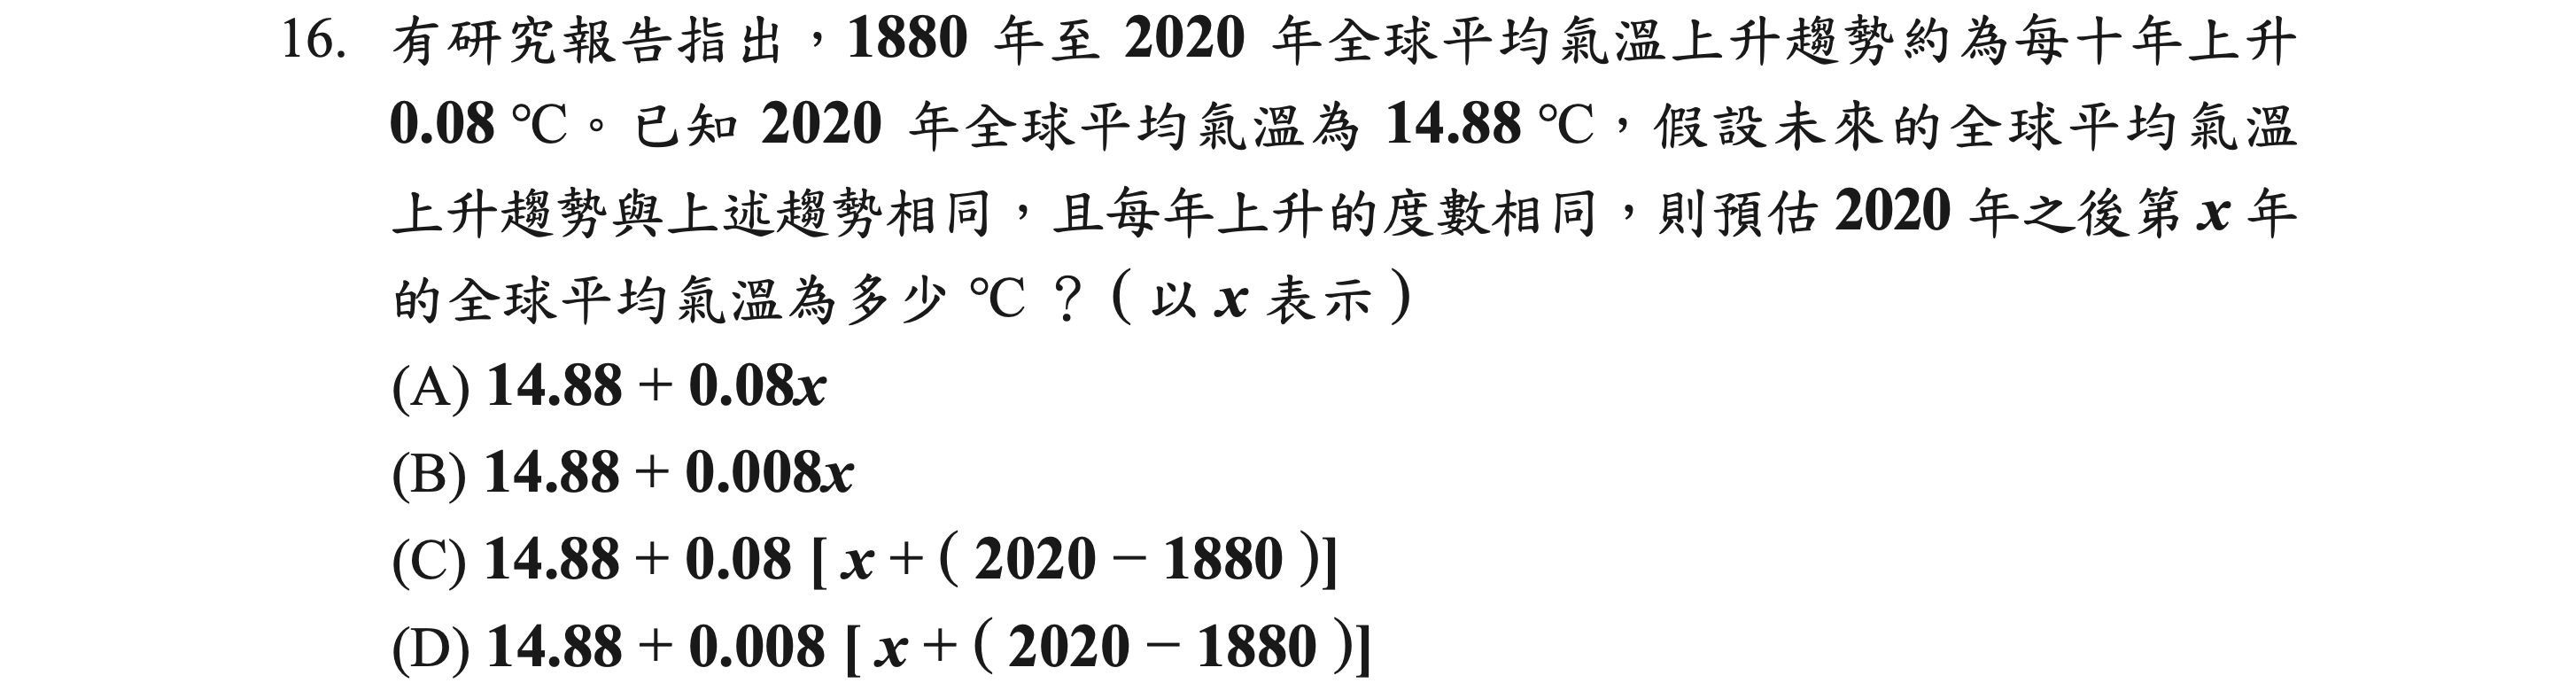 16. 有研究報告指出，1880 年至 2020 年全球平均氣溫上升趨勢約為每十年上升
0.08 ℃。已知 2020 年全球平均氣溫為 14.88 ℃，假設未來的全球平均氣溫
上升趨勢與上述趨勢相同，且每年上升的度數相同，則預估 2020 年之後第 x 年
的全球平均氣溫為多少 ℃？( 以 x 表示 )
(A) 14.88 + 0.08x
(B) 14.88 + 0.008x
(C) 14.88 + 0.08 [ x + ( 2020 − 1880 )]
(D) 14.88 + 0.008 [ x + ( 2020 − 1880 )]